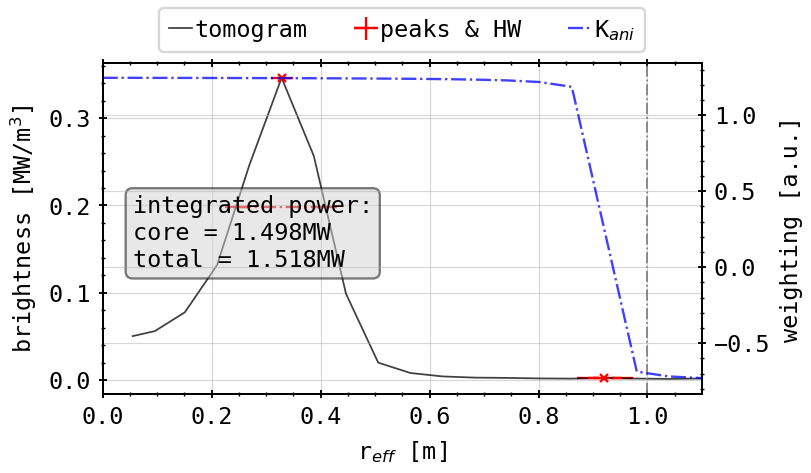 tomogram peaks & HW K_ani
brightness [MW/m³]
0.3
0.2
0.1
0.0
integrated power:
core = 1.498MW
total = 1.518MW
1.0
0.5
0.0
−0.5
weighting [a.u.]
0.0 0.2 0.4 0.6 0.8 1.0
r_eff [m]